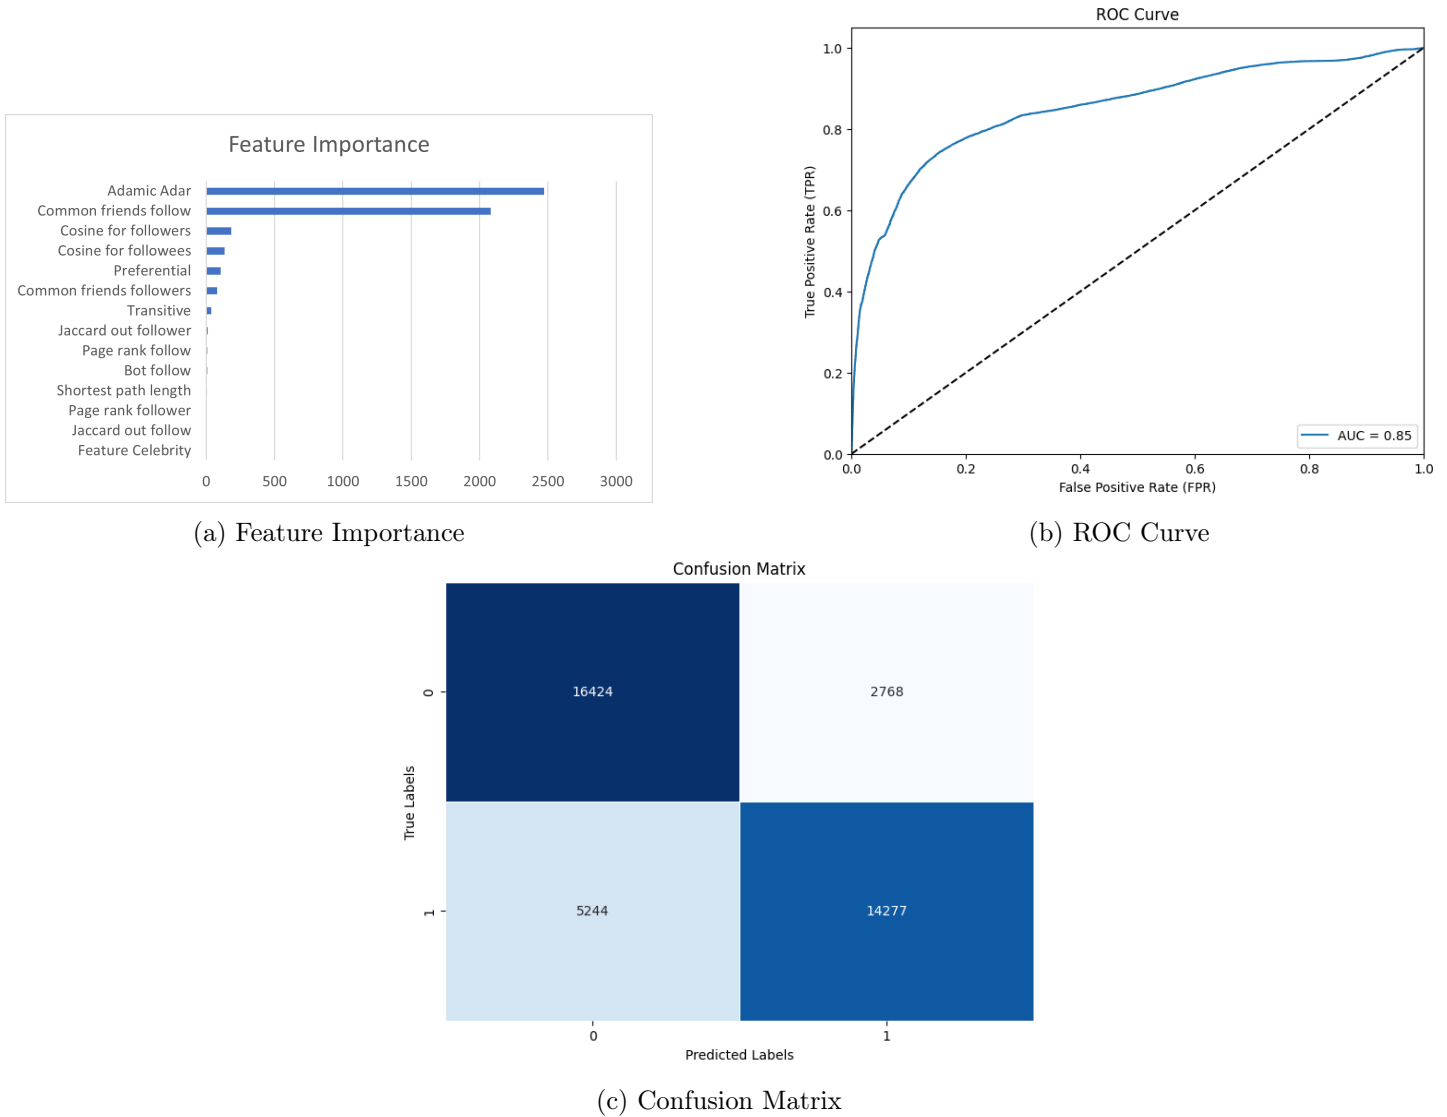 Feature Importance
Adamic Adar
Common friends follow
Cosine for followers
Cosine for followees
Preferential
Common friends followers
Transitive
Jaccard out follower
Page rank follow
Bot follow
Shortest path length
Page rank follower
Jaccard out follow
Feature Celebrity
0 500 1000 1500 2000 2500 3000
(a) Feature Importance
ROC Curve
True Positive Rate (TPR)
1.0
0.8
0.6
0.4
0.2
0.0
AUC = 0.85
0.0 0.2 0.4 0.6 0.8 1.0
False Positive Rate (FPR)
(b) ROC Curve
Confusion Matrix
True Labels
0
16424 2768
1
5244 14277
0 1
Predicted Labels
(c) Confusion Matrix